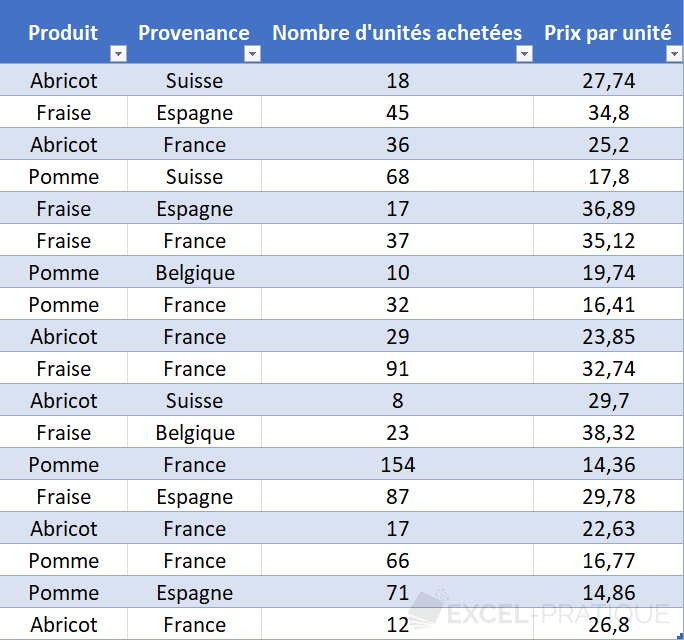 Produit Provenance Nombre d'unités achetées Prix par unité
Abricot Suisse 18 27,74
Fraise Espagne 45 34,8
Abricot France 36 25,2
Pomme Suisse 68 17,8
Fraise Espagne 17 36,89
Fraise France 37 35,12
Pomme Belgique 10 19,74
Pomme France 32 16,41
Abricot France 29 23,85
Fraise France 91 32,74
Abricot Suisse 8 29,7
Fraise Belgique 23 38,32
Pomme France 154 14,36
Fraise Espagne 87 29,78
Abricot France 17 22,63
Pomme France 66 16,77
Pomme Espagne 71 14,86
Abricot France 12 26,8
EXCEL-PRATIQUE